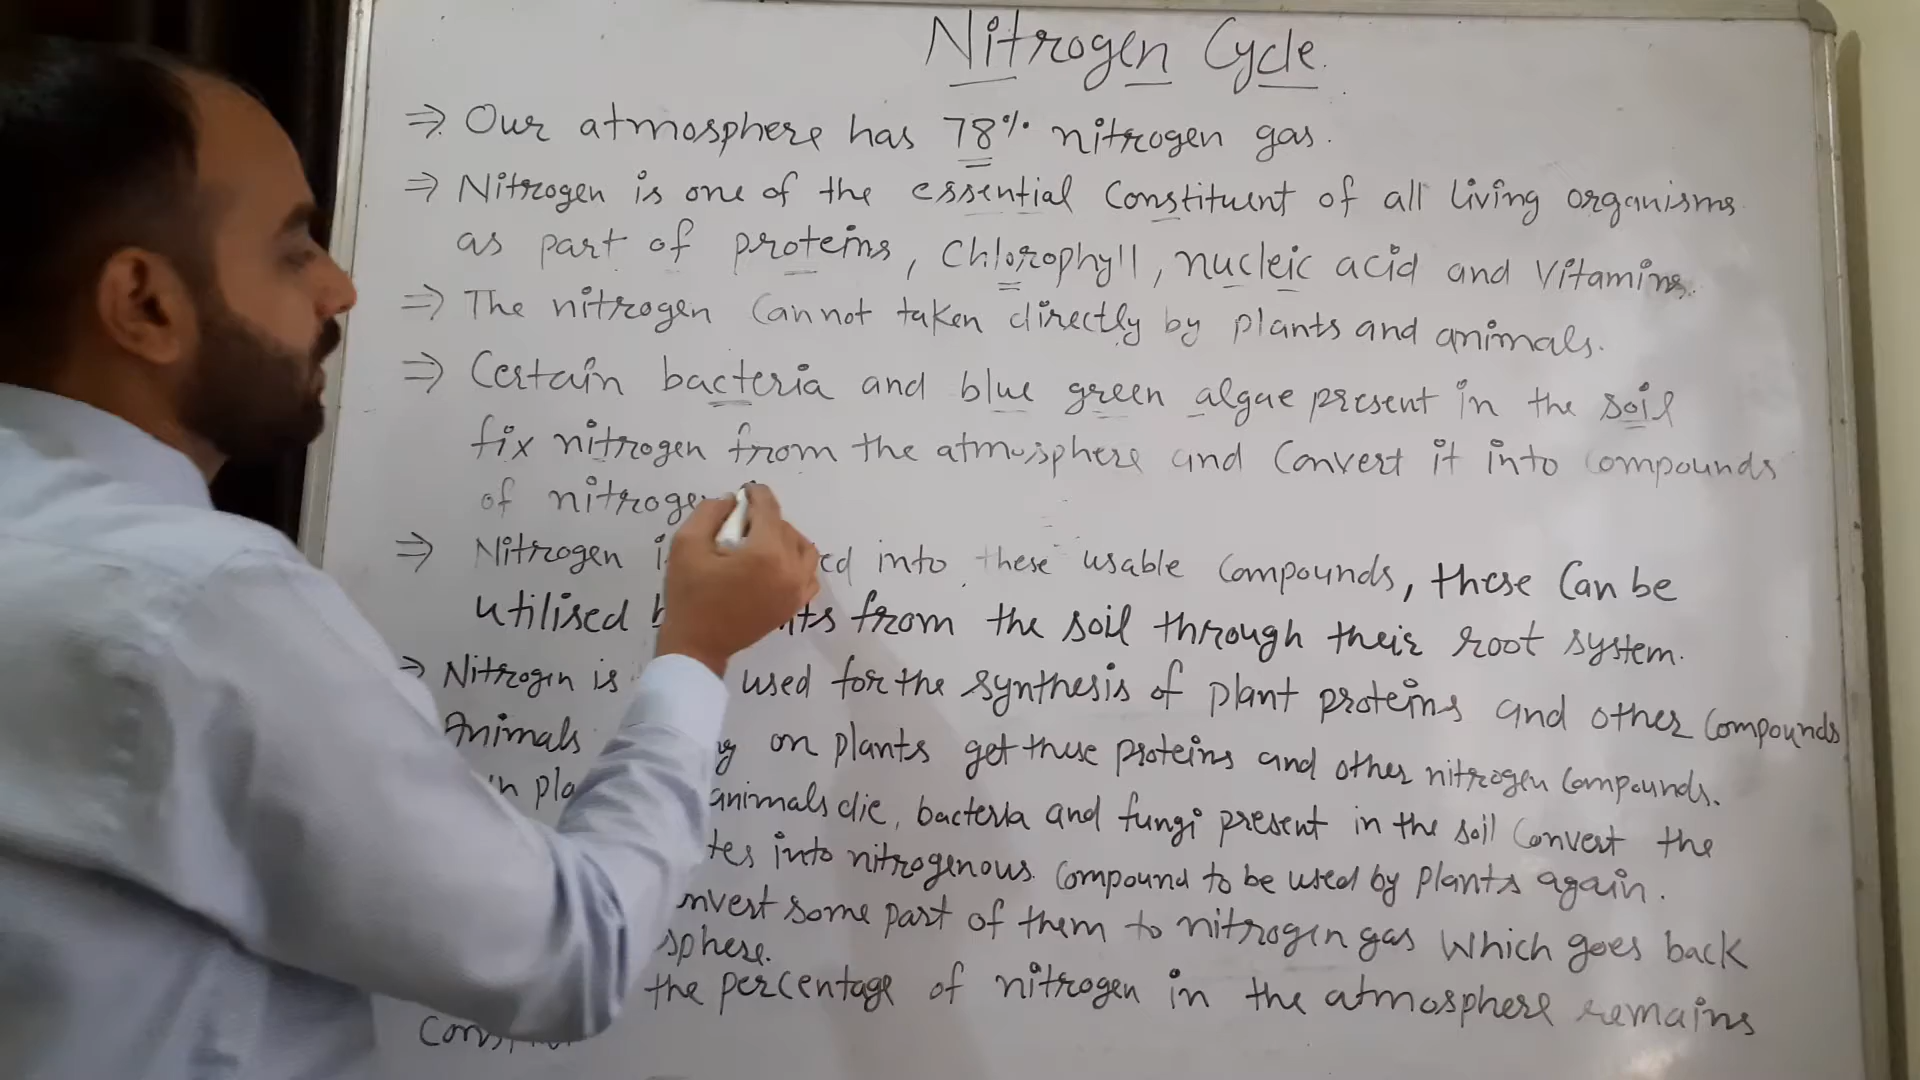 Nitrogen Cycle.
⇒ Our atmosphere has 78% nitrogen gas.
⇒ Nitrogen is one of the essential Constituent of all living organisms
as part of proteins, Chlorophyll, nucleic acid and Vitamins.
⇒ The nitrogen Cannot taken directly by plants and animals.
⇒ Certain bacteria and blue green algae present in the soil
fix nitrogen from the atmosphere and Convert it into Compounds
of
⇒ Nitrogen into these usable Compounds, these Can be
utilised from the soil through their root system.
⇒ Nitrogen is used for the synthesis of plant proteins and other Compounds
Animals on plants get these proteins and other nitrogen Compounds.
animals die, bacteria and fungi present in the soil Convert the
into nitrogenous. Compound to be used by plants again.
some part of them to nitrogen gas Which goes back
the percentage of nitrogen in the atmosphere remains